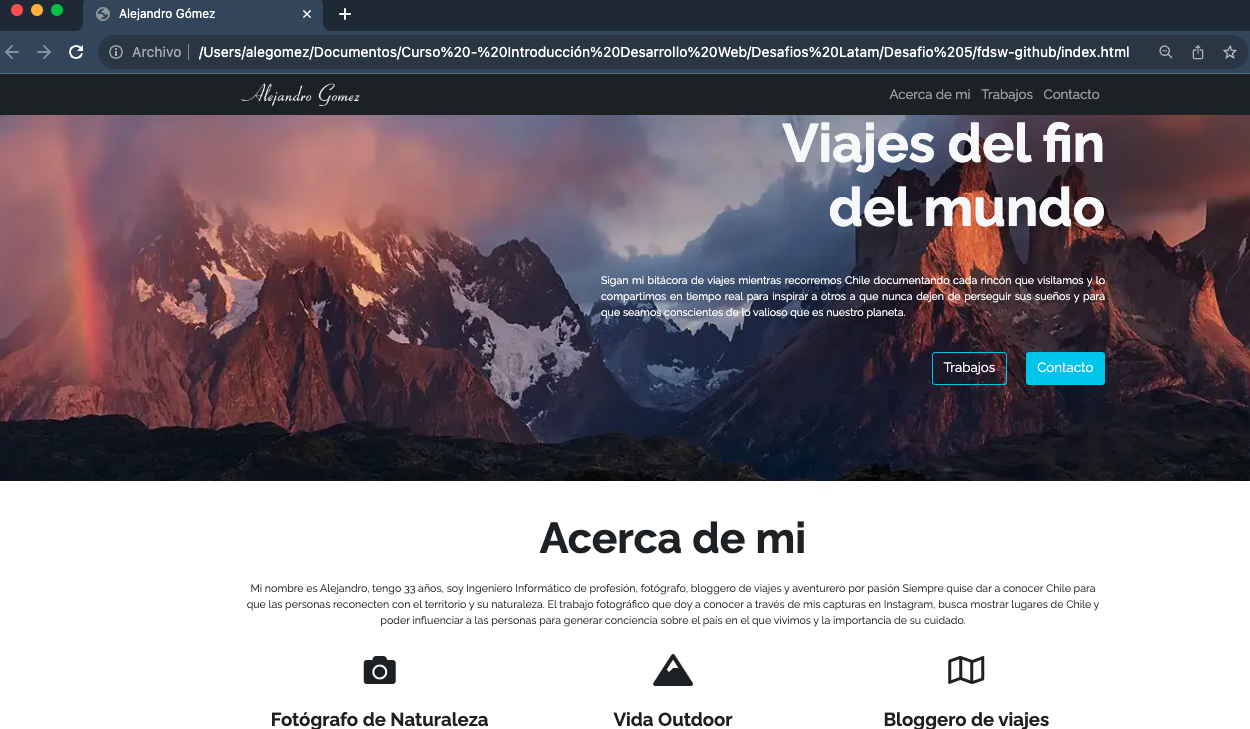 Alejandro Gómez
Archivo
/Users/alegomez/Documentos/Curso%20-%20Introducción%20Desarrollo%20Web/Desafios%20Latam/Desafio%205/fdsw-github/index.html
Alejandro Gomez
Acerca de mi Trabajos Contacto
Viajes del fin
del mundo
Sigan mi bitácora de viajes mientras recorremos Chile documentando cada rincón que visitamos y lo
compartimos en tiempo real para inspirar a otros a que nunca dejen de perseguir sus sueños y para
que seamos conscientes de lo valioso que es nuestro planeta.
Trabajos Contacto
Acerca de mi
Mi nombre es Alejandro, tengo 33 años, soy Ingeniero Informático de profesión, fotógrafo, bloggero de viajes y aventurero por pasión Siempre quise dar a conocer Chile para
que las personas reconecten con el territorio y su naturaleza. El trabajo fotográfico que doy a conocer a través de mis capturas en Instagram, busca mostrar lugares de Chile y
poder influenciar a las personas para generar conciencia sobre el país en el que vivimos y la importancia de su cuidado.
Fotógrafo de Naturaleza Vida Outdoor Bloggero de viajes